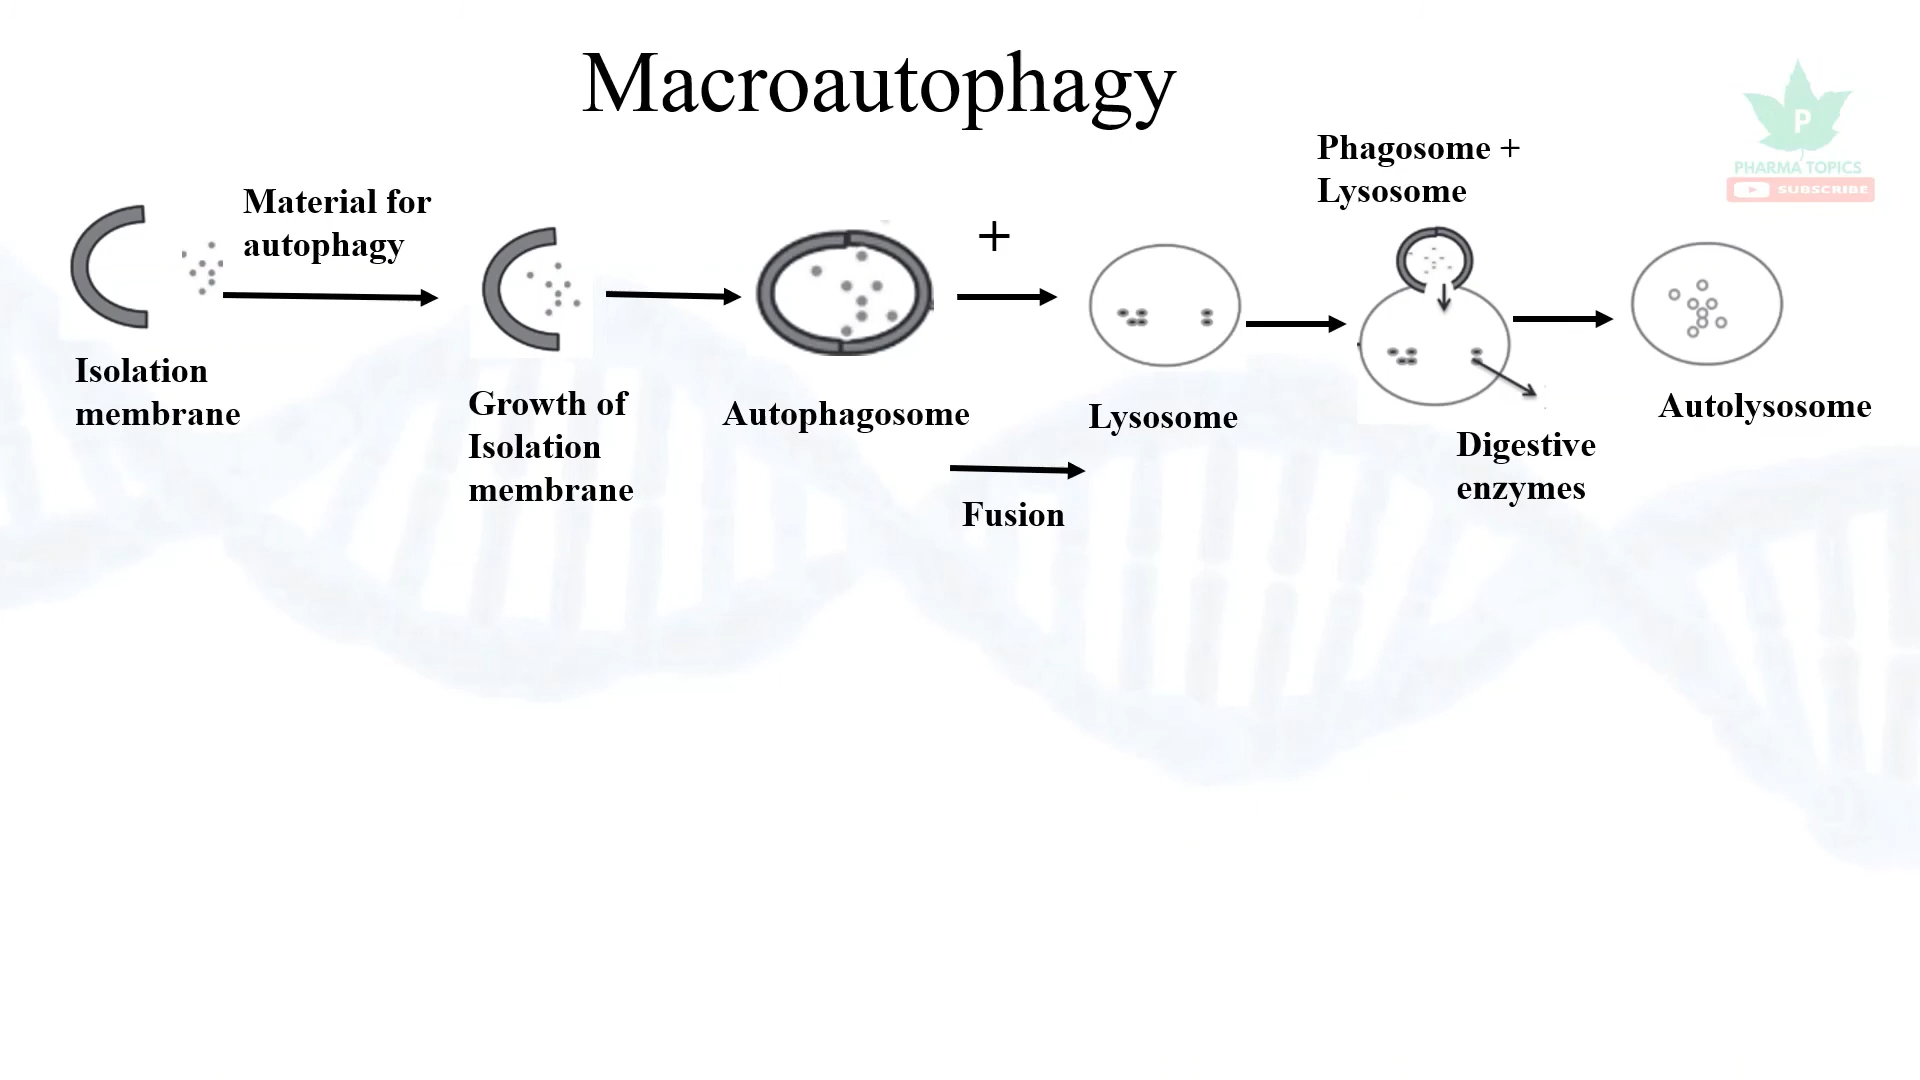 Macroautophagy
P
PHARMA TOPICS
SUBSCRIBE
Material for
autophagy
+
Phagosome +
Lysosome
Isolation
membrane
Growth of
Isolation
membrane
Autophagosome
Lysosome
Digestive
enzymes
Autolysosome
Fusion